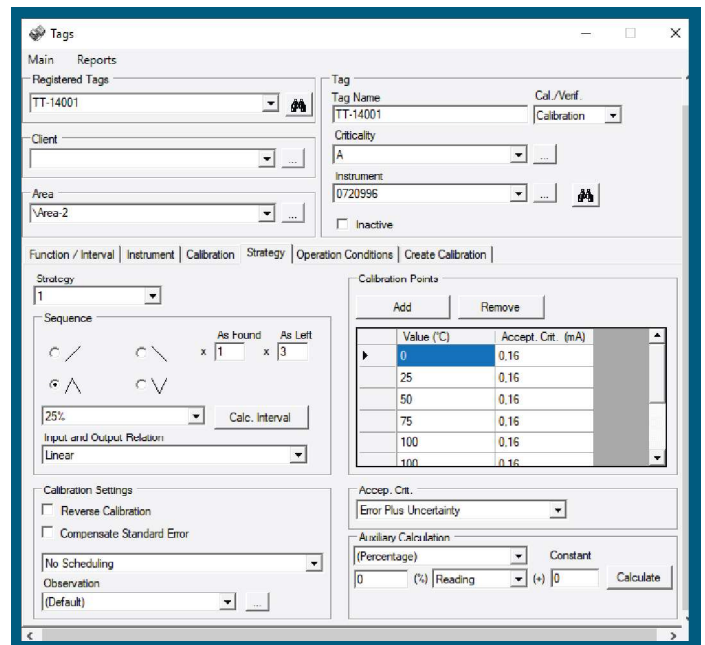 Tags
Main Reports
Registered Tags
TT-14001
Client
...
Area
\Area-2
...
Tag
Tag Name
Cal./Verif.
TT-14001
Calibration
Criticality
A
...
Instrument
0720996
...
Inactive
Function / Interval Instrument Calibration Strategy Operation Conditions Create Calibration
Strategy
1
Sequence
As Found As Left
x 1 x 3
25%
Calc. Interval
Input and Output Relation
Linear
Calibration Settings
Reverse Calibration
Compensate Standard Error
No Scheduling
Observation
(Default)
...
Calibration Points
Add Remove
Value (°C) Accept. Crit. (mA)
0 0,16
25 0,16
50 0,16
75 0,16
100 0,16
100 0,16
Accep. Crit.
Error Plus Uncertainty
Auxiliary Calculation
(Percentage)
Constant
0 (%) Reading (+) 0 Calculate